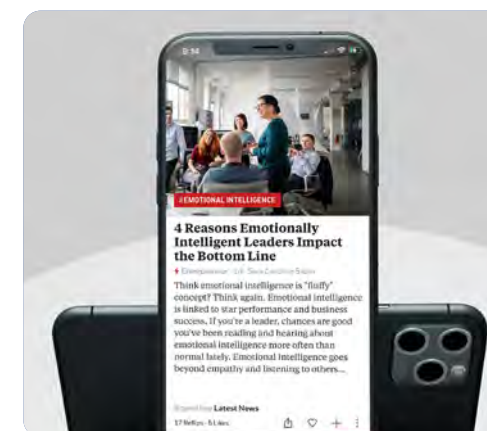 #EMOTIONAL INTELLIGENCE
4 Reasons Emotionally
Intelligent Leaders Impact
the Bottom Line
Think emotional intelligence is "fluffy"
concept? Think again. Emotional intelligence
is linked to star performance and business
success. If you're a leader, chances are good
you've been reading and hearing about
emotional intelligence more often than
normal lately. Emotional Intelligence goes
beyond empathy and listening to others...
Latest News